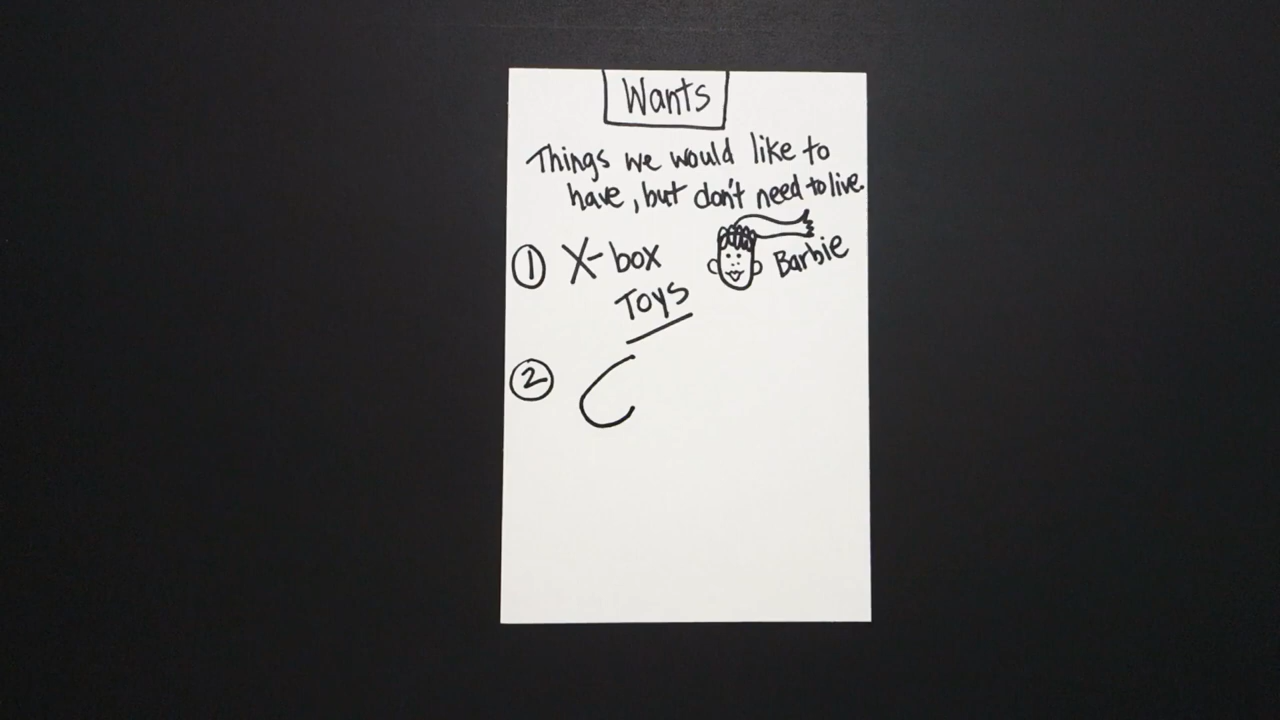 Wants
Things we would like to
have, but don't need to live.
① X-box
Barbie
Toys
② C